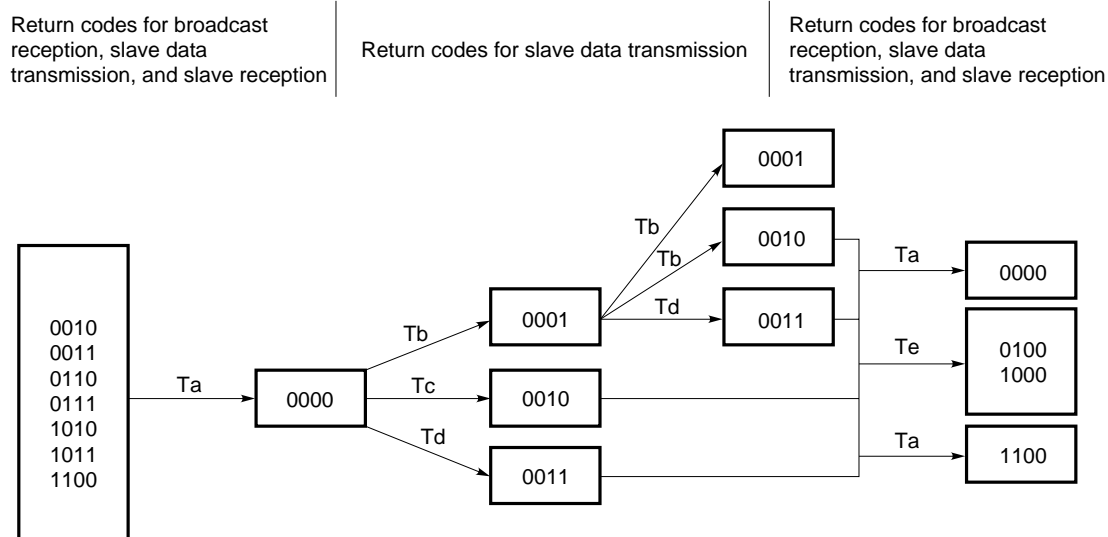 Return codes for broadcast
reception, slave data
transmission, and slave reception
Return codes for slave data transmission
Return codes for broadcast
reception, slave data
transmission, and slave reception
0010
0011
0110
0111
1010
1011
1100
Ta
0000
Tb
Tc
Td
0001
0010
0011
Tb
Tb
Td
0001
0010
0011
Ta
Te
Ta
0000
0100
1000
1100